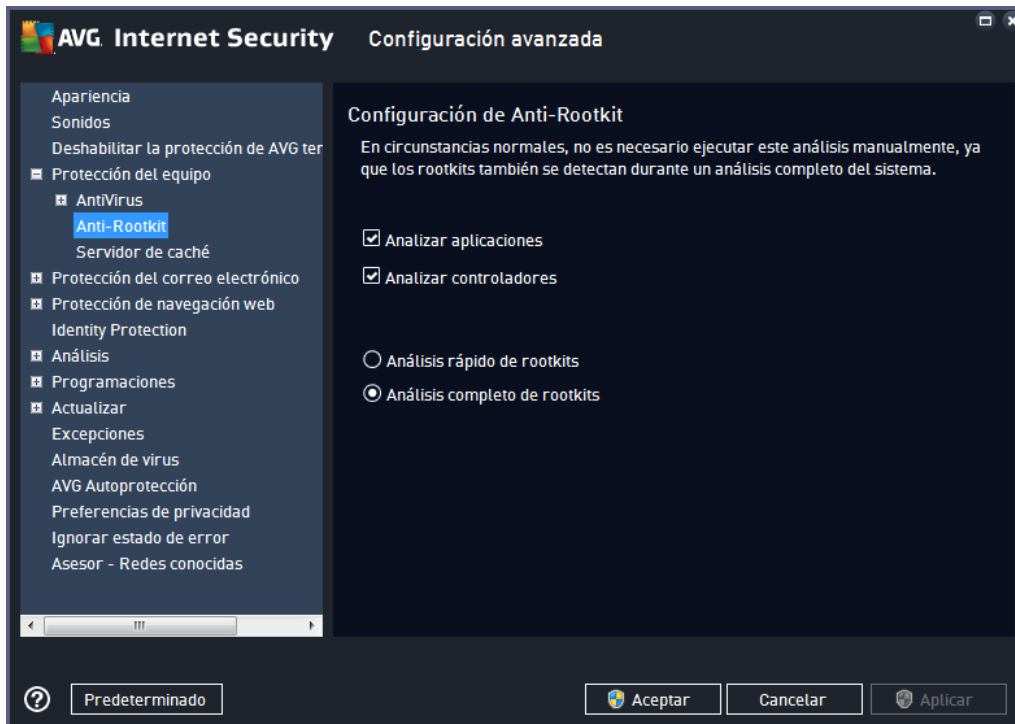 AVG. Internet Security Configuración avanzada
Apariencia
Sonidos
Deshabilitar la protección de AVG ter
Protección del equipo
AntiVirus
Anti-Rootkit
Servidor de caché
Protección del correo electrónico
Protección de navegación web
Identity Protection
Análisis
Programaciones
Actualizar
Excepciones
Almacén de virus
AVG Autoprotección
Preferencias de privacidad
Ignorar estado de error
Asesor - Redes conocidas
Configuración de Anti-Rootkit
En circunstancias normales, no es necesario ejecutar este análisis manualmente, ya
que los rootkits también se detectan durante un análisis completo del sistema.
Analizar aplicaciones
Analizar controladores
Análisis rápido de rootkits
Análisis completo de rootkits
Predeterminado
Aceptar
Cancelar
Aplicar